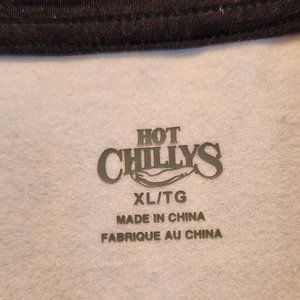 HOT
CHILLYS
XL/TG
MADE IN CHINA
FABRIQUE AU CHINA